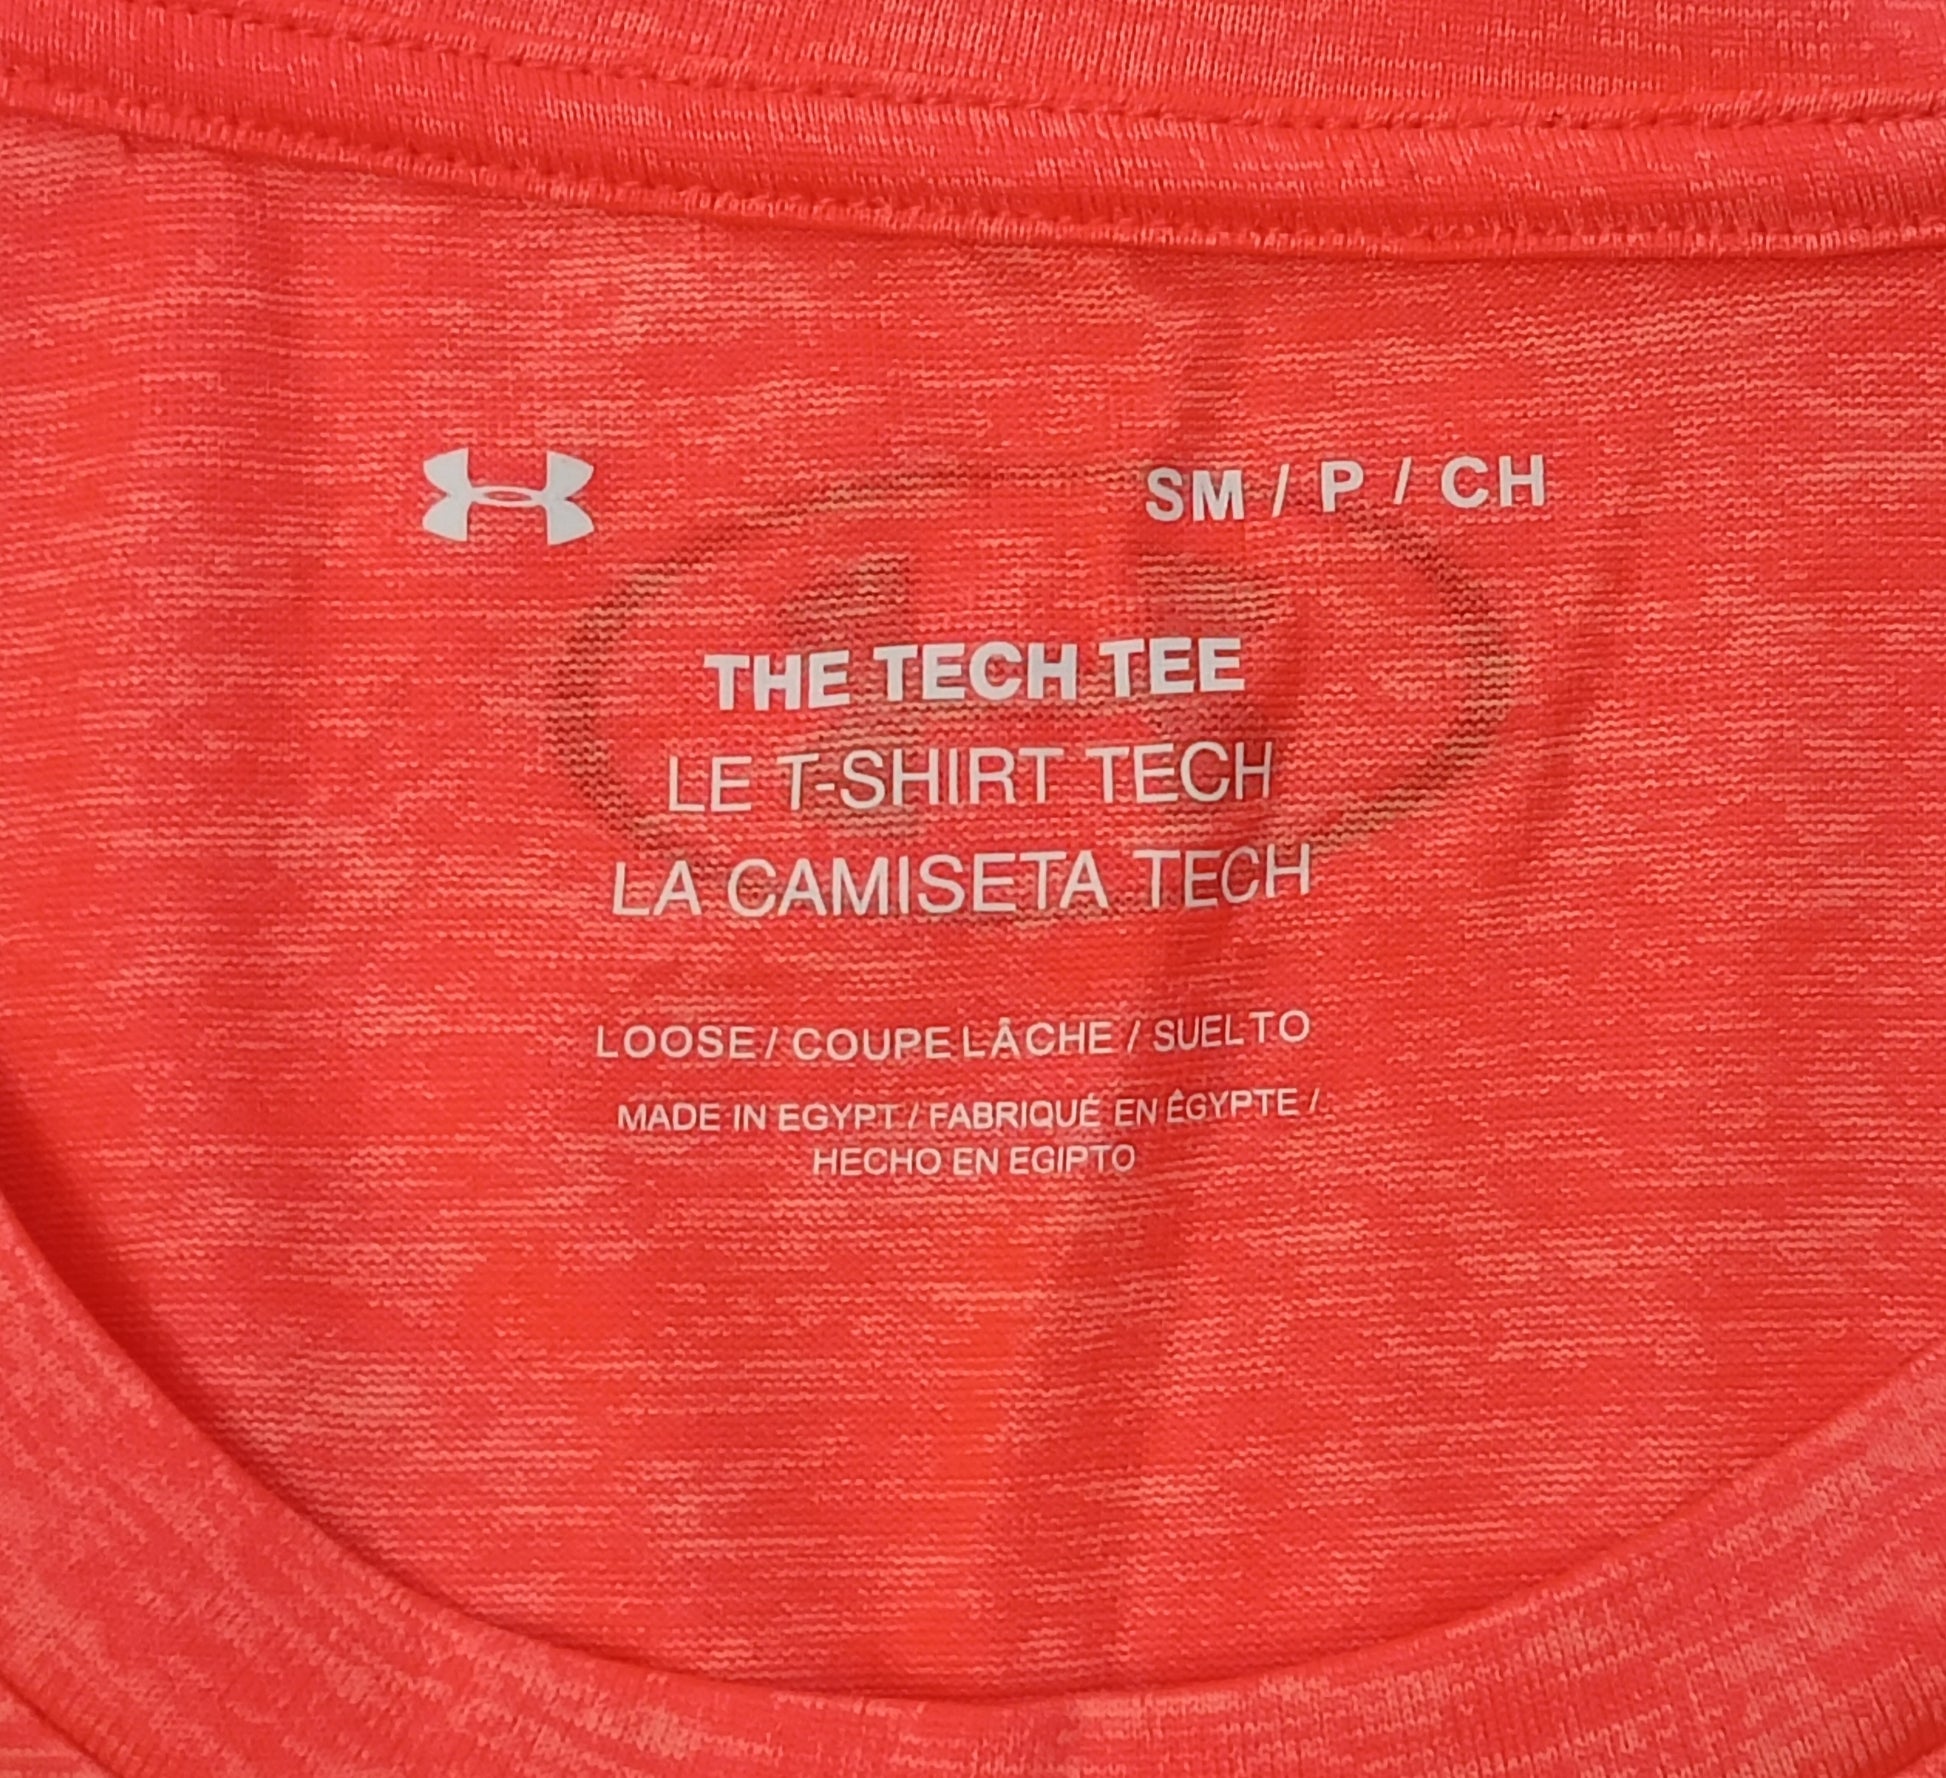 SM / P / CH
THE TECH TEE
LE T-SHIRT TECH
LA CAMISETA TECH
LOOSE / COUPE LÂCHE / SUELTO
MADE IN EGYPT / FABRIQUÉ EN ÉGYPTE /
HECHO EN EGIPTO